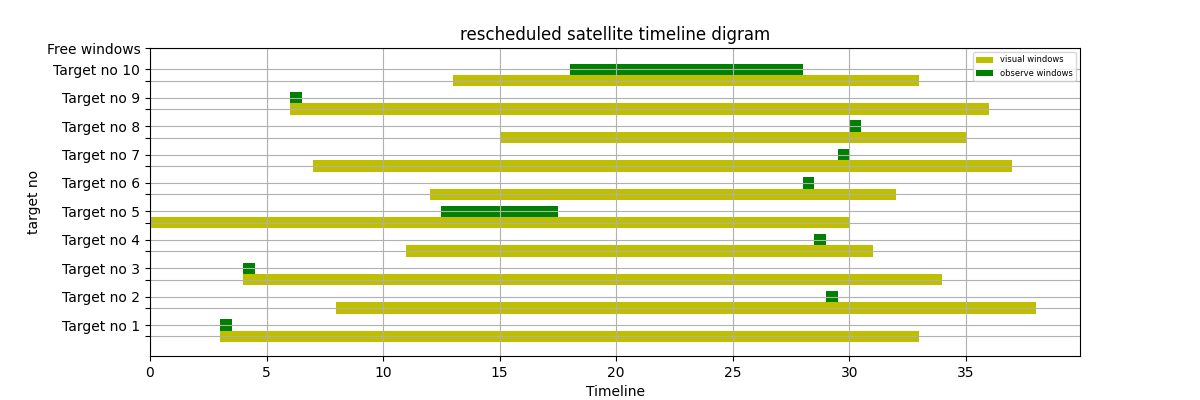 rescheduled satellite timeline digram
Free windows
Target no 10
Target no 9
Target no 8
Target no 7
Target no 6
Target no 5
Target no 4
Target no 3
Target no 2
Target no 1
target no
visual windows
observe windows
0 5 10 15 20 25 30 35
Timeline